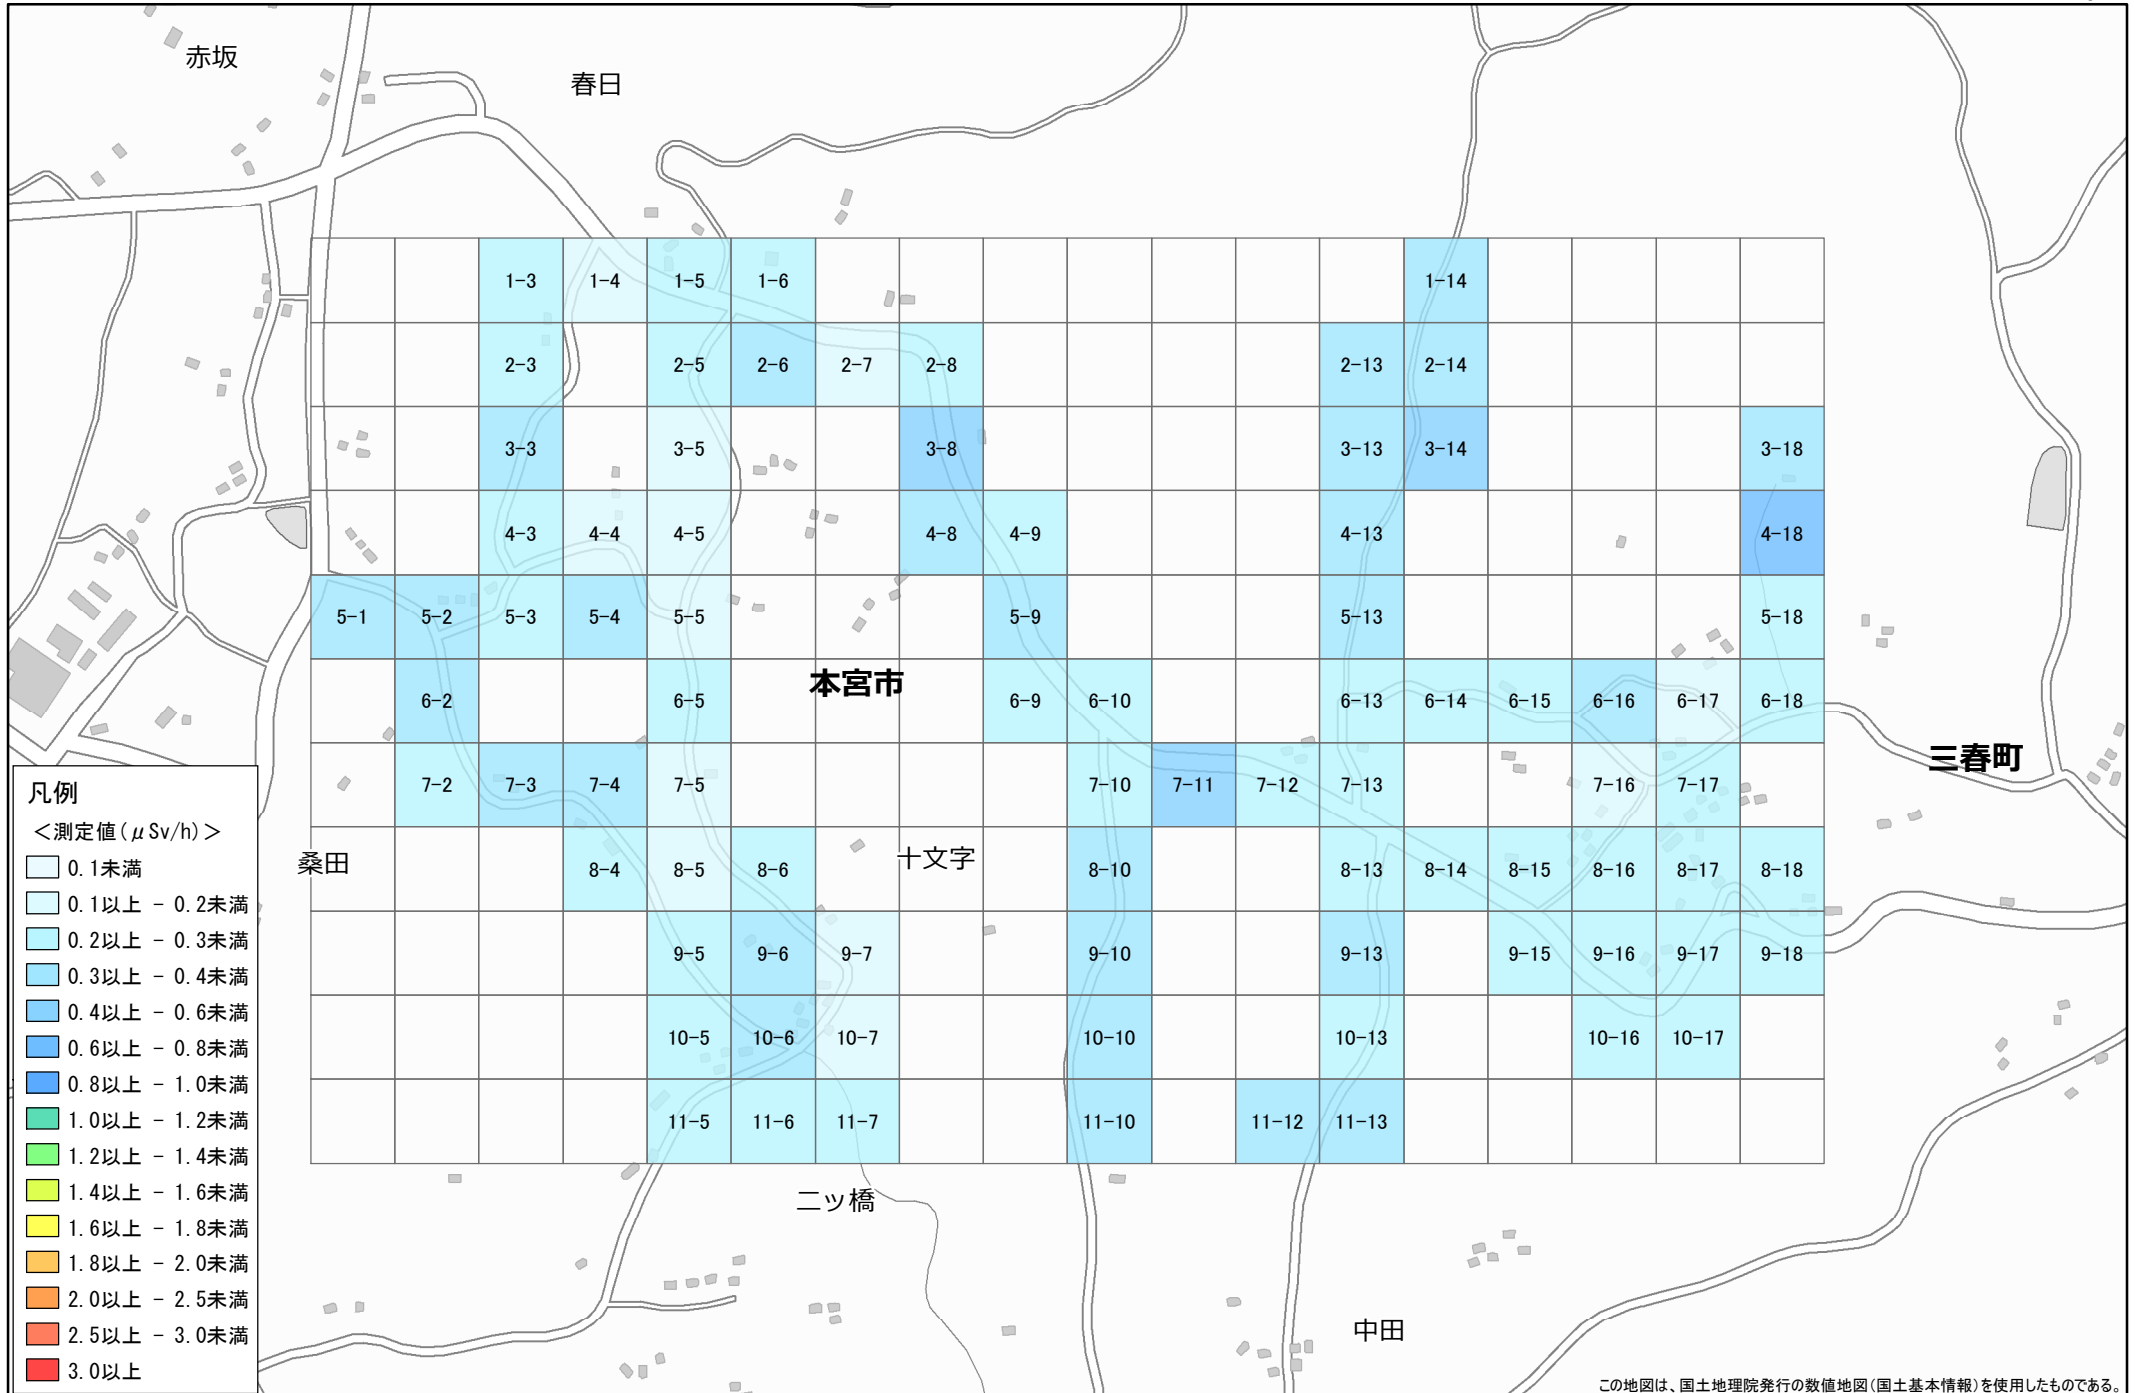 赤坂
春日
1-3 1-4 1-5 1-6 1-14
2-3 2-5 2-6 2-7 2-8 2-13 2-14
3-3 3-5 3-8 3-13 3-14 3-18
4-3 4-4 4-5 4-8 4-9 4-13 4-18
5-1 5-2 5-3 5-4 5-5 5-9 5-13 5-18
本宮市
6-2 6-5 6-9 6-10 6-13 6-14 6-15 6-16 6-17 6-18
三春町
7-2 7-3 7-4 7-5 7-10 7-11 7-12 7-13 7-16 7-17
桑田
十文字
8-4 8-5 8-6 8-10 8-13 8-14 8-15 8-16 8-17 8-18
9-5 9-6 9-7 9-10 9-13 9-15 9-16 9-17 9-18
10-5 10-6 10-7 10-10 10-13 10-16 10-17
11-5 11-6 11-7 11-10 11-12 11-13
二ッ橋
中田
凡例
<測定値(μSv/h)>
0.1未満
0.1以上 - 0.2未満
0.2以上 - 0.3未満
0.3以上 - 0.4未満
0.4以上 - 0.6未満
0.6以上 - 0.8未満
0.8以上 - 1.0未満
1.0以上 - 1.2未満
1.2以上 - 1.4未満
1.4以上 - 1.6未満
1.6以上 - 1.8未満
1.8以上 - 2.0未満
2.0以上 - 2.5未満
2.5以上 - 3.0未満
3.0以上
この地図は、国土地理院発行の数値地図(国土基本情報)を使用したものである。